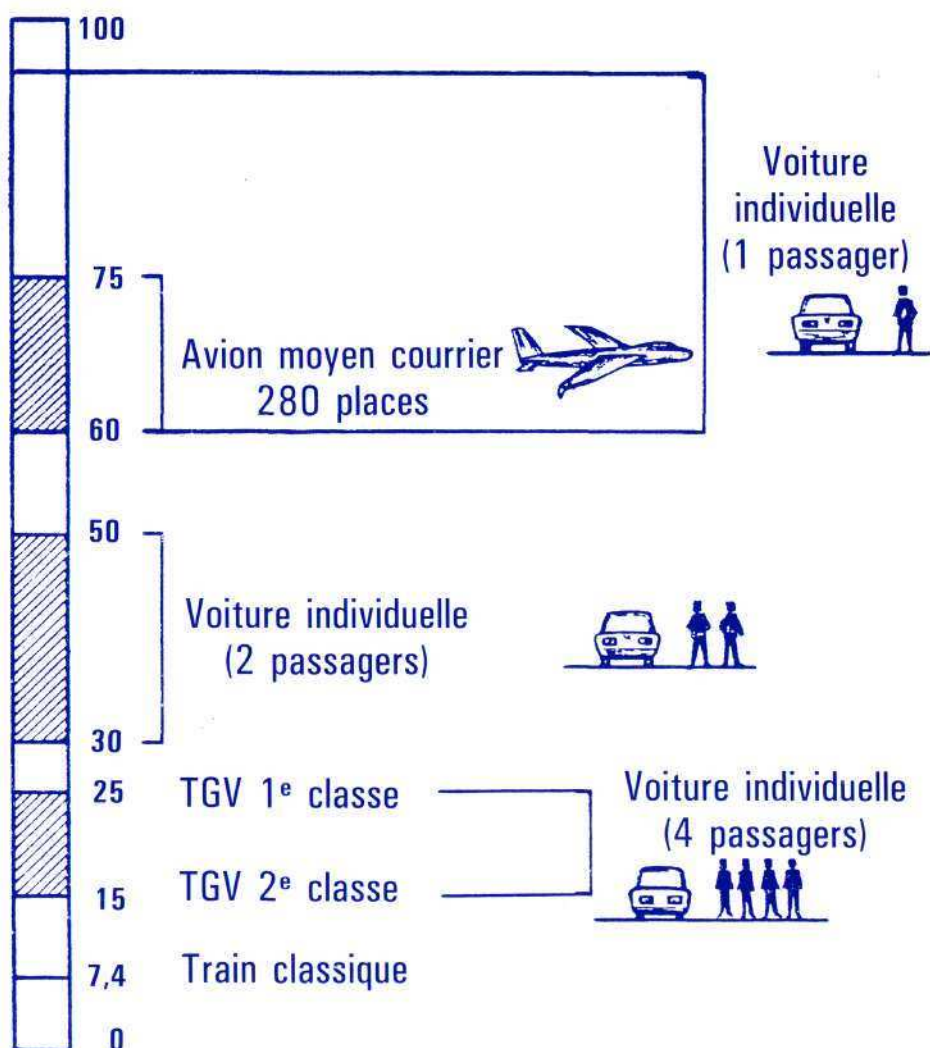 100
Voiture
individuelle
(1 passager)
75
Avion moyen courrier
280 places
60
50
Voiture individuelle
(2 passagers)
30
25 TGV 1e classe
Voiture individuelle
(4 passagers)
15 TGV 2e classe
7,4 Train classique
0